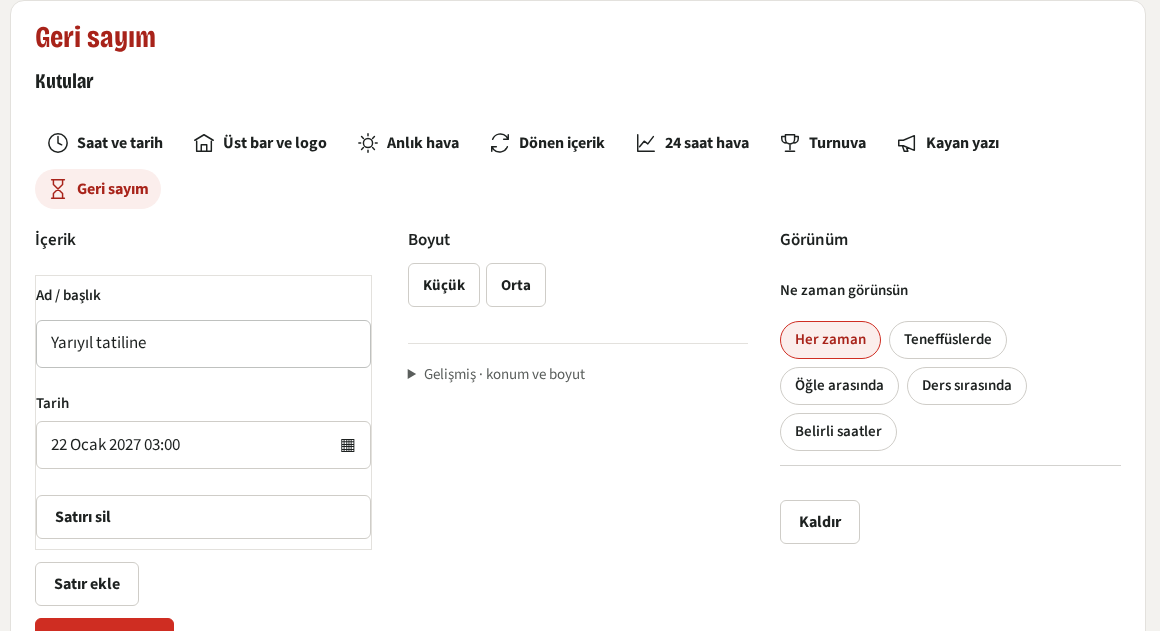 Geri sayım
Kutular
Saat ve tarih
Üst bar ve logo
Anlık hava
Dönen içerik
24 saat hava
Turnuva
Kayan yazı
Geri sayım
İçerik
Ad / başlık
Yarıyıl tatiline
Tarih
22 Ocak 2027 03:00
Satırı sil
Satır ekle
Boyut
Küçük
Orta
Gelişmiş · konum ve boyut
Görünüm
Ne zaman görünsün
Her zaman
Teneffüslerde
Öğle arasında
Ders sırasında
Belirli saatler
Kaldır